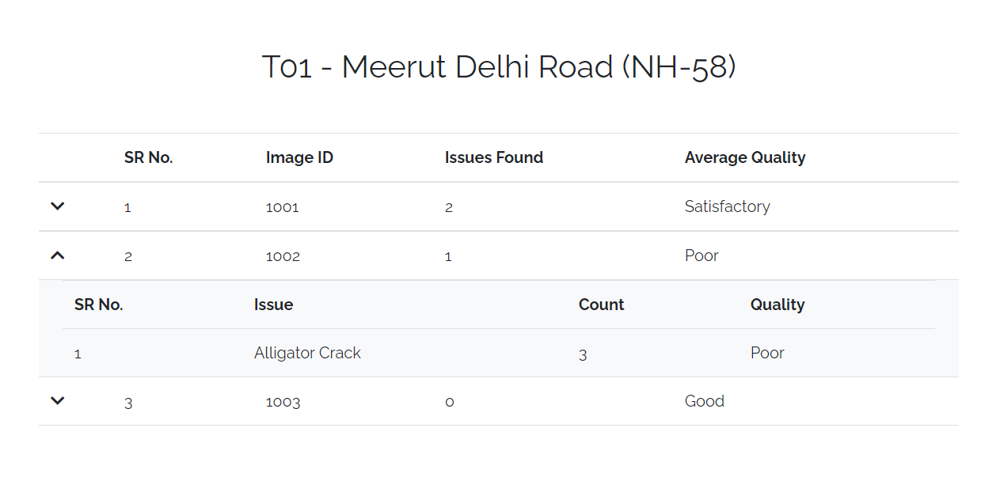 T01 - Meerut Delhi Road (NH-58)
SR No. Image ID Issues Found Average Quality
1 1001 2 Satisfactory
2 1002 1 Poor
SR No. Issue Count Quality
1 Alligator Crack 3 Poor
3 1003 0 Good